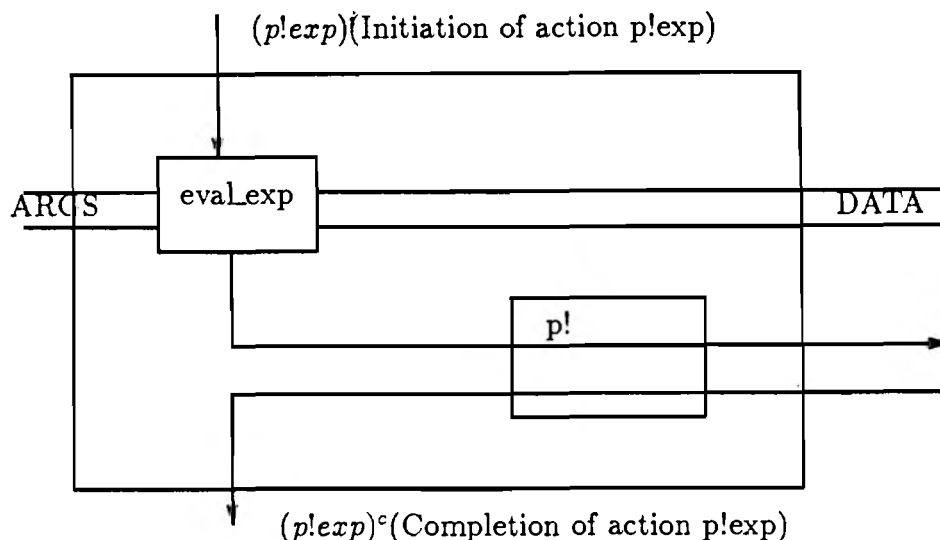 (p!exp)ᶦ(Initiation of action p!exp)
eval_exp
ARGS DATA
p!
(p!exp)ᶜ(Completion of action p!exp)